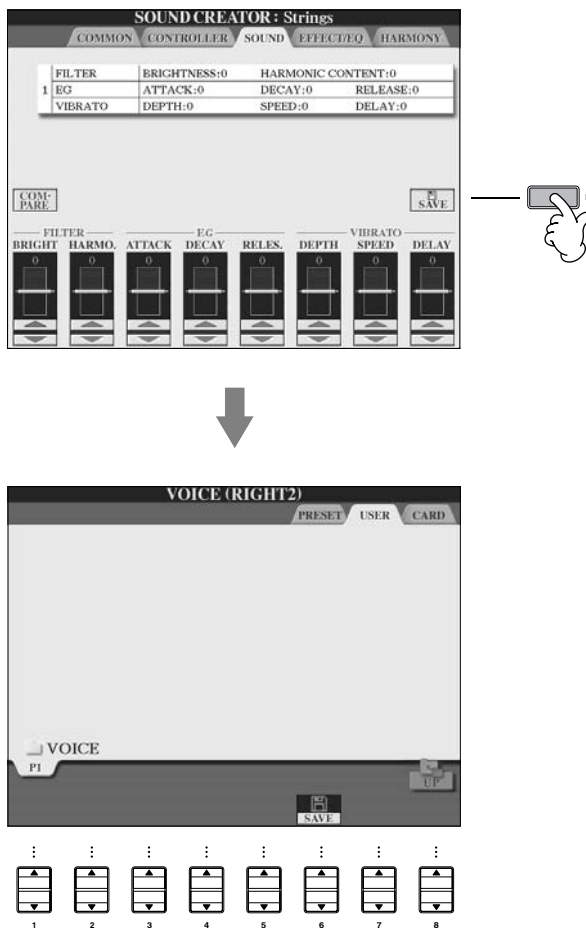 SOUND CREATOR : Strings
COMMON CONTROLLER SOUND EFFECT/EQ HARMONY
FILTER BRIGHTNESS:0 HARMONIC CONTENT:0
1 EG ATTACK:0 DECAY:0 RELEASE:0
VIBRATO DEPTH:0 SPEED:0 DELAY:0
COM-
PARE
SAVE
FILTER EG VIBRATO
BRIGHT HARMO. ATTACK DECAY RELES. DEPTH SPEED DELAY
0 0 0 0 0 0 0 0
VOICE (RIGHT2)
PRESET USER CARD
VOICE
P1
UP
SAVE
1 2 3 4 5 6 7 8